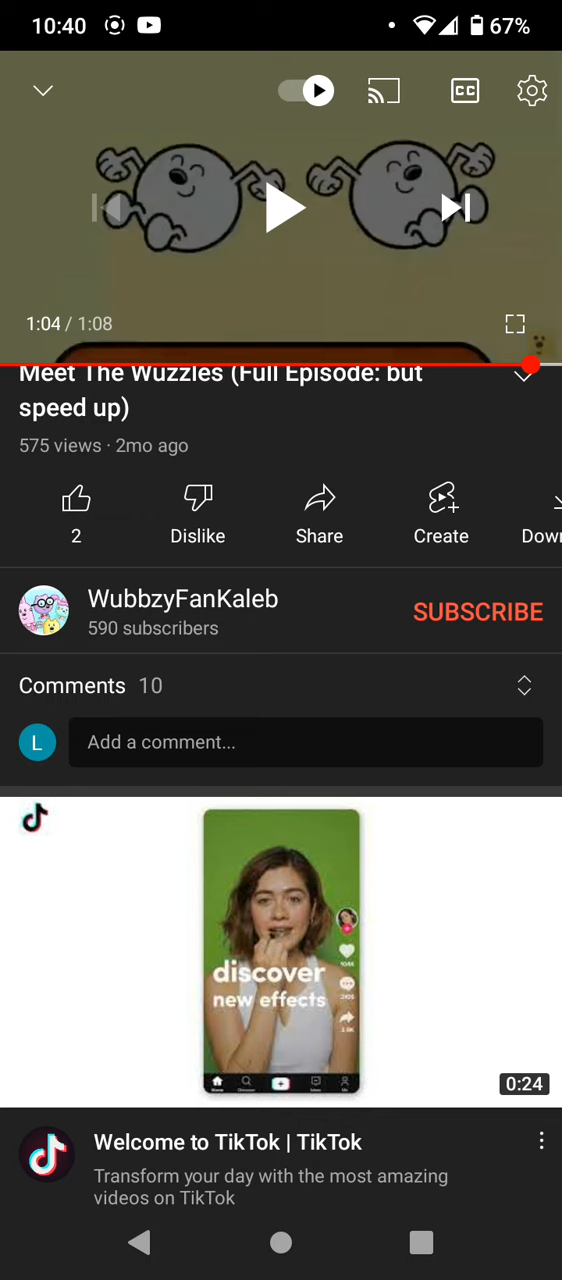 10:40
67%
CC
1:04 / 1:08
Meet The Wuzzles (Full Episode: but
speed up)
575 views · 2mo ago
2
Dislike
Share
Create
Dow
WubbzyFanKaleb
590 subscribers
SUBSCRIBE
Comments 10
L
Add a comment...
discover
new effects
0:24
Welcome to TikTok | TikTok
Transform your day with the most amazing
videos on TikTok